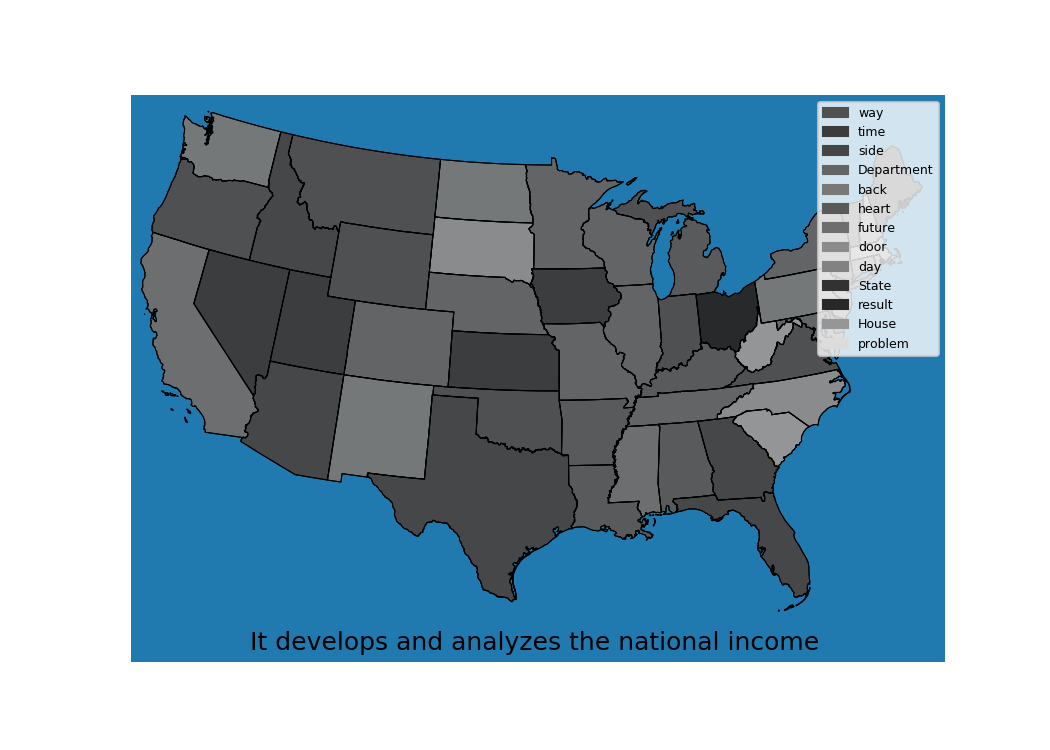 way
time
side
Department
back
heart
future
door
day
State
result
House
problem
It develops and analyzes the national income